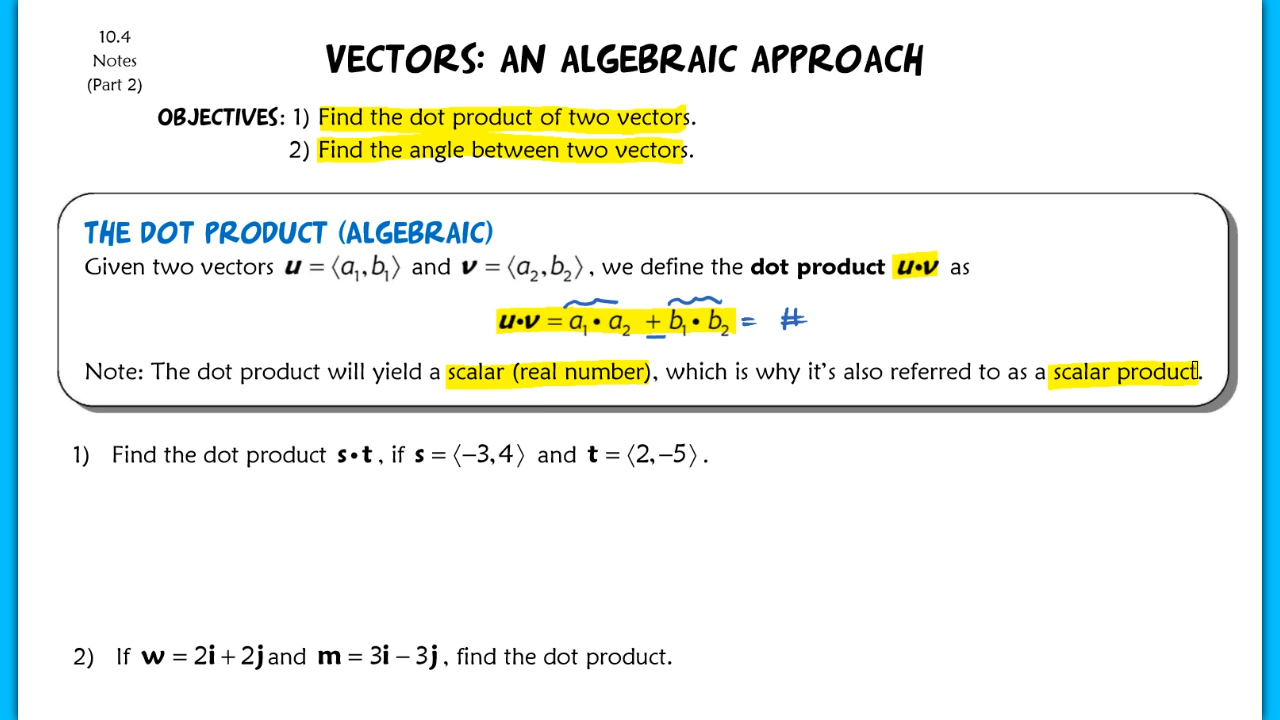 10.4
Notes
(Part 2)
VECTORS: AN ALGEBRAIC APPROACH
OBJECTIVES: 1) Find the dot product of two vectors.
2) Find the angle between two vectors.
THE DOT PRODUCT (ALGEBRAIC)
Given two vectors u = ⟨a₁,b₁⟩ and v = ⟨a₂,b₂⟩, we define the dot product u•v as
u•v = a₁ • a₂ + b₁ • b₂ = #
Note: The dot product will yield a scalar (real number), which is why it's also referred to as a scalar product.
1) Find the dot product s•t, if s = ⟨−3,4⟩ and t = ⟨2,−5⟩.
2) If w = 2i + 2j and m = 3i − 3j, find the dot product.